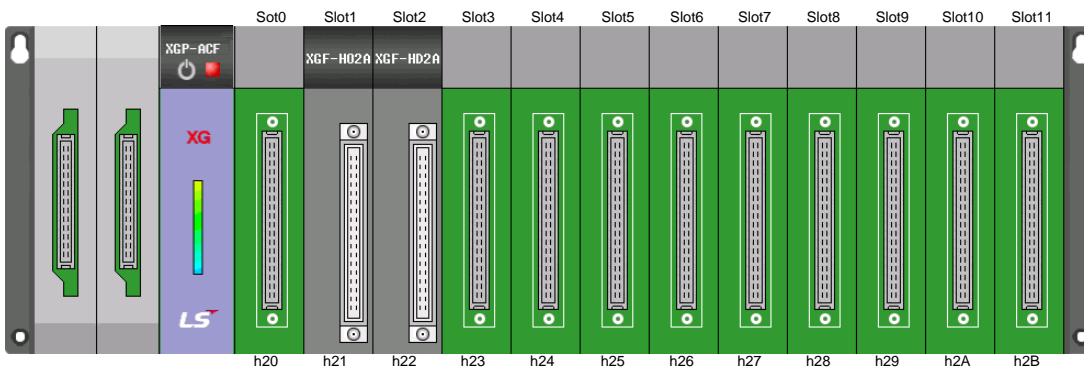 Sot0 Slot1 Slot2 Slot3 Slot4 Slot5 Slot6 Slot7 Slot8 Slot9 Slot10 Slot11
XGP-ACF
XGF-HO2A XGF-HD2A
XG
LS
h20 h21 h22 h23 h24 h25 h26 h27 h28 h29 h2A h2B